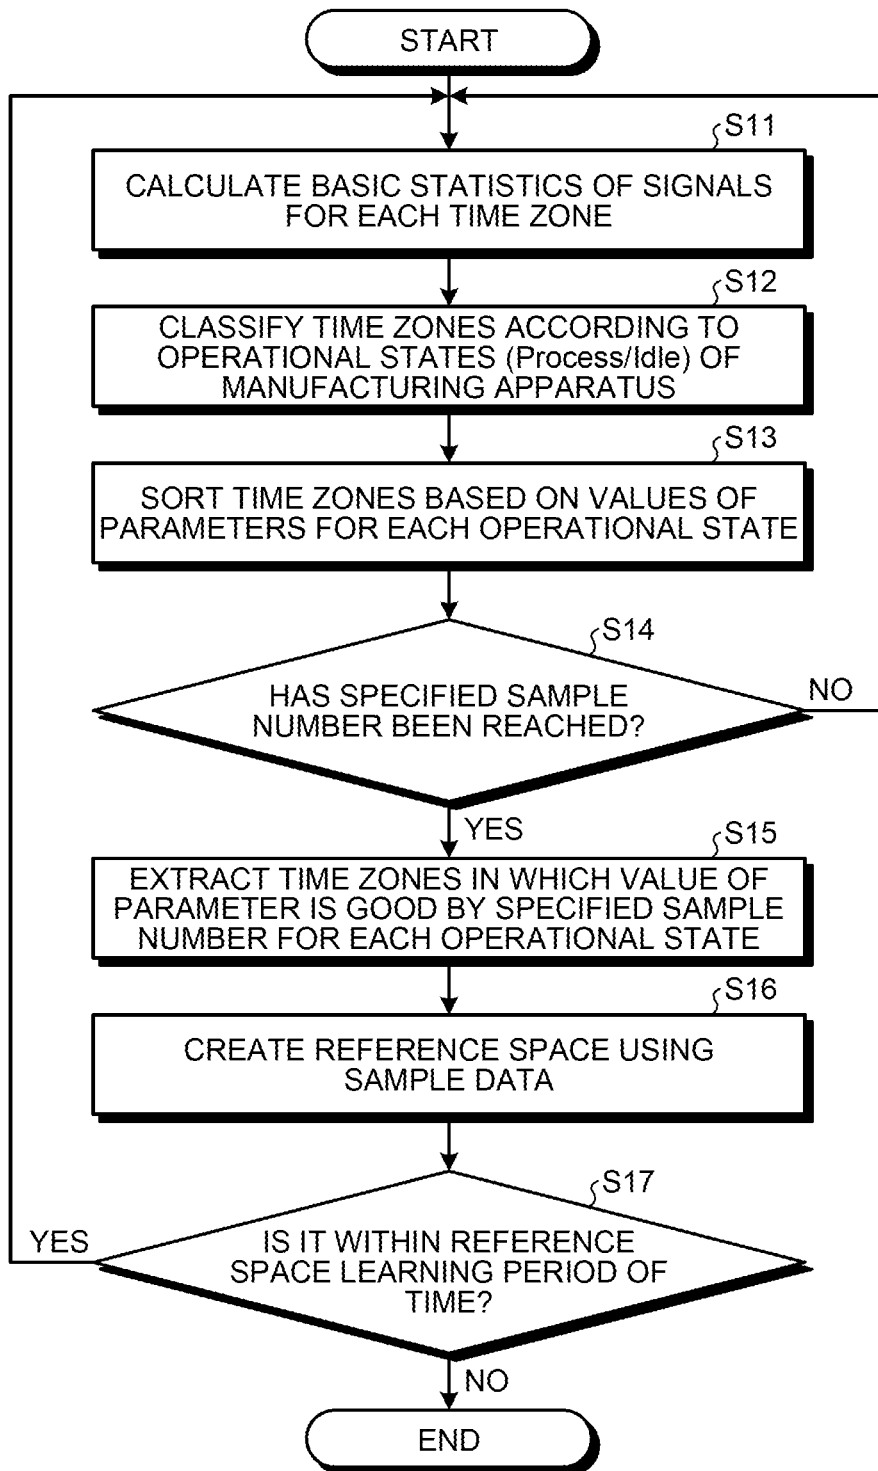 START
S11
CALCULATE BASIC STATISTICS OF SIGNALS
FOR EACH TIME ZONE
S12
CLASSIFY TIME ZONES ACCORDING TO
OPERATIONAL STATES (Process/Idle) OF
MANUFACTURING APPARATUS
S13
SORT TIME ZONES BASED ON VALUES OF
PARAMETERS FOR EACH OPERATIONAL STATE
S14
HAS SPECIFIED SAMPLE
NUMBER BEEN REACHED?
NO
YES
S15
EXTRACT TIME ZONES IN WHICH VALUE OF
PARAMETER IS GOOD BY SPECIFIED SAMPLE
NUMBER FOR EACH OPERATIONAL STATE
S16
CREATE REFERENCE SPACE USING
SAMPLE DATA
S17
YES
IS IT WITHIN REFERENCE
SPACE LEARNING PERIOD OF
TIME?
NO
END